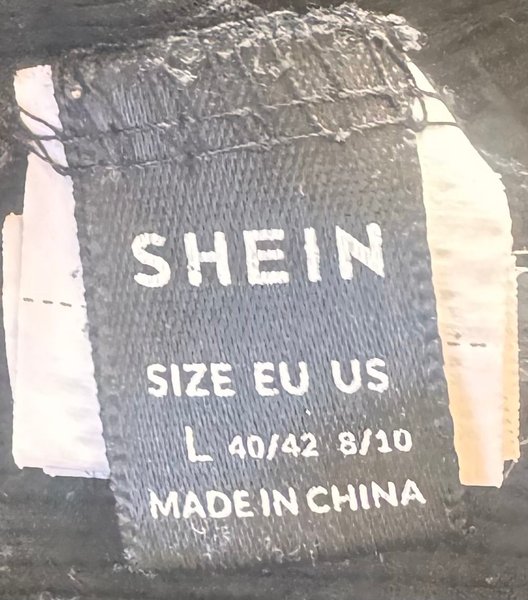 SHEIN
SIZE EU US
L 40/42 8/10
MADE IN CHINA